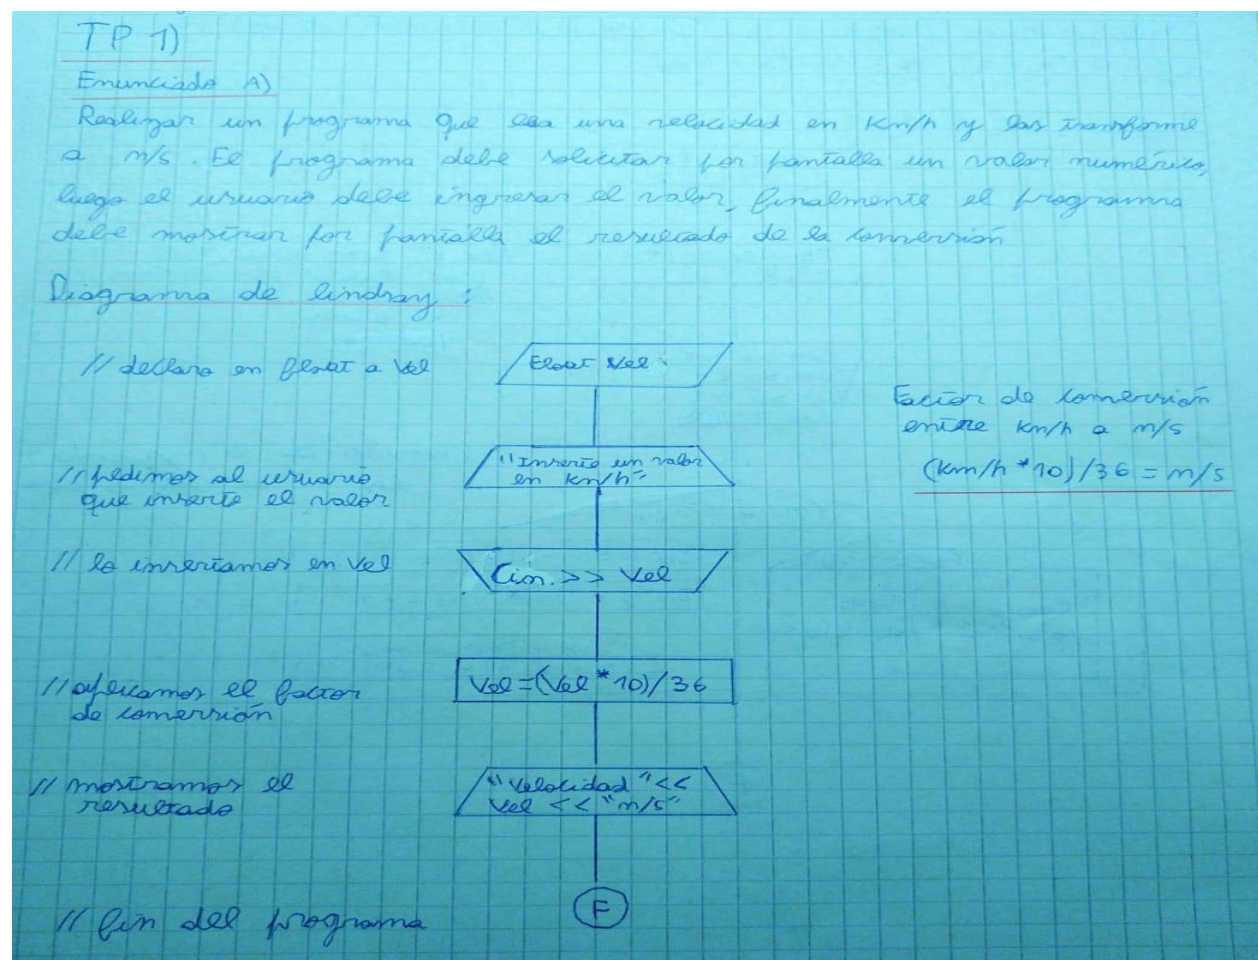 TP 1)
Enunciado A)
Realizar un programa que lea una velocidad en Km/h y las transforme
a m/s. El programa debe solicitar por pantalla un valor numérico,
luego el usuario debe ingresar el valor, finalmente el programa
debe mostrar por pantalla el resultado de la conversión
Diagrama de lindsay :
// declara en float a Vel
Float Vel
Factor de conversión
entre km/h a m/s
(Km/h * 10) / 36 = m/s
// pedimos al usuario
que inserte el valor
"Inserte un valor
en km/h"
// lo insertamos en Vel
Cin. >> Vel
// aplicamos el factor
de conversión
Vel = (Vel * 10) / 36
// mostramos el
resultado
"Velocidad " <<
Vel << "m/s"
// fin del programa
F